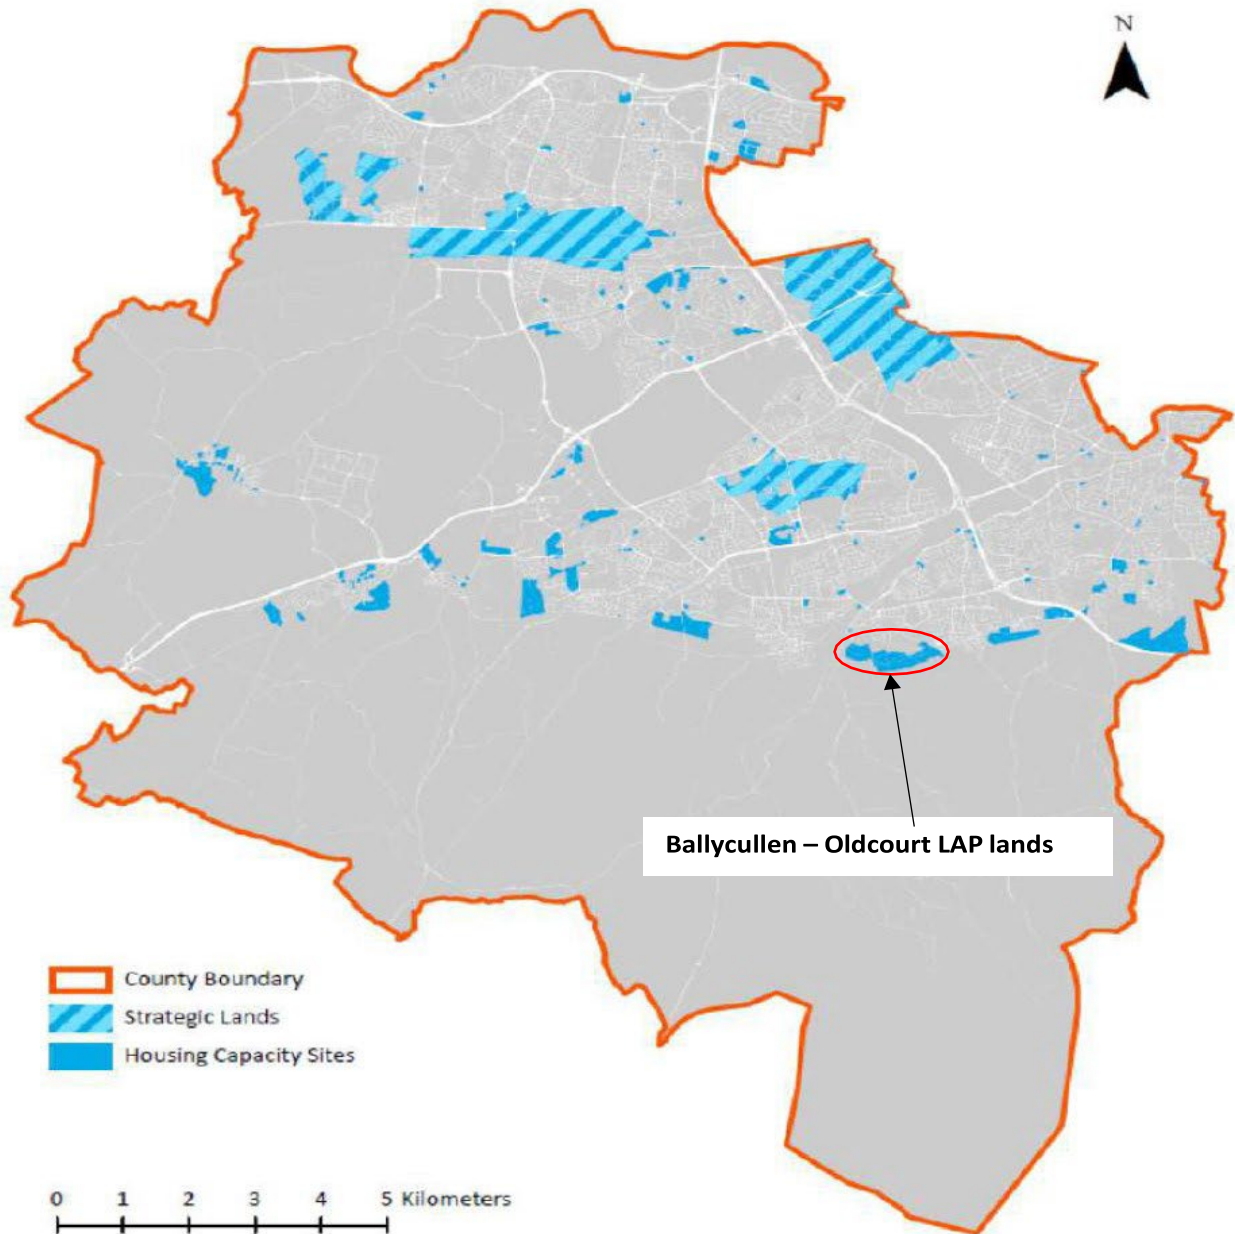 N
Ballycullen – Oldcourt LAP lands
County Boundary
Strategic Lands
Housing Capacity Sites
0 1 2 3 4 5 Kilometers